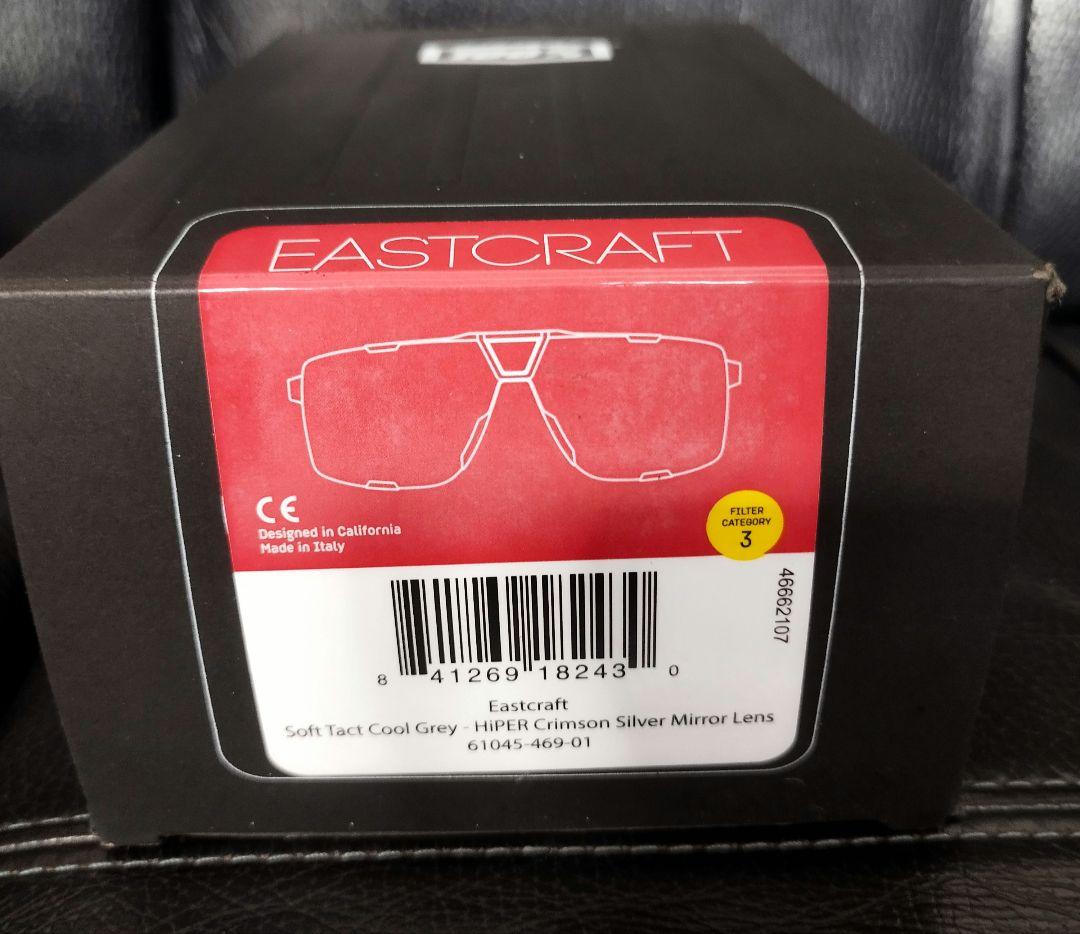 EASTCRAFT
CE
Designed in California
Made in Italy
FILTER
CATEGORY
3
46662107
8 41269 18243 0
Eastcraft
Soft Tact Cool Grey - HiPER Crimson Silver Mirror Lens
61045-469-01